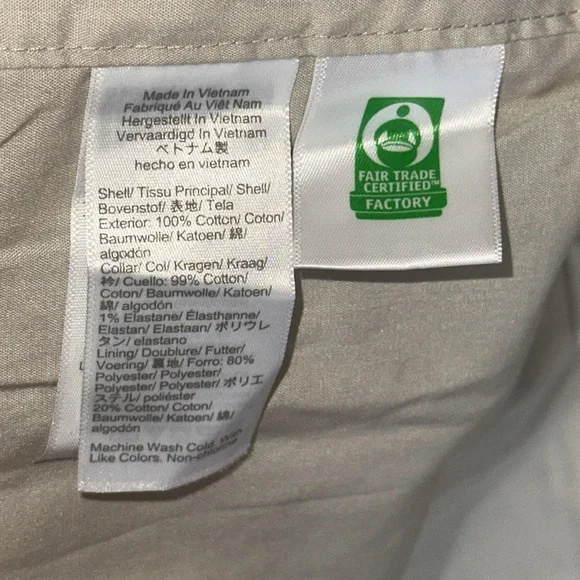 Made In Vietnam
Fabriqué Au Viêt Nam
Hergestellt In Vietnam
Vervaardigd In Vietnam
ベトナム製
hecho en vietnam
Shell/ Tissu Principal/ Shell/
Bovenstof/ 表地/ Tela
Exterior: 100% Cotton/ Coton/
Baumwolle/ Katoen/ 綿/
algodón
Collar/ Col/ Kragen/ Kraag/
衿/ Cuello: 99% Cotton/
Coton/ Baumwolle/ Katoen/
綿/ algodón
1% Elastane/ Élasthanne/
Elastan/ Elastaan/ ポリウレ
タン/ elastano
Lining/ Doublure/ Futter/
Voering/ 裏地/ Forro: 80%
Polyester/ Polyester/
Polyester/ Polyester/ ポリエ
ステル/ poliéster
20% Cotton/ Coton/
Baumwolle/ Katoen/ 綿/
algodón
Machine Wash Cold. With
Like Colors. Non-chlorine
FAIR TRADE
CERTIFIED™
FACTORY